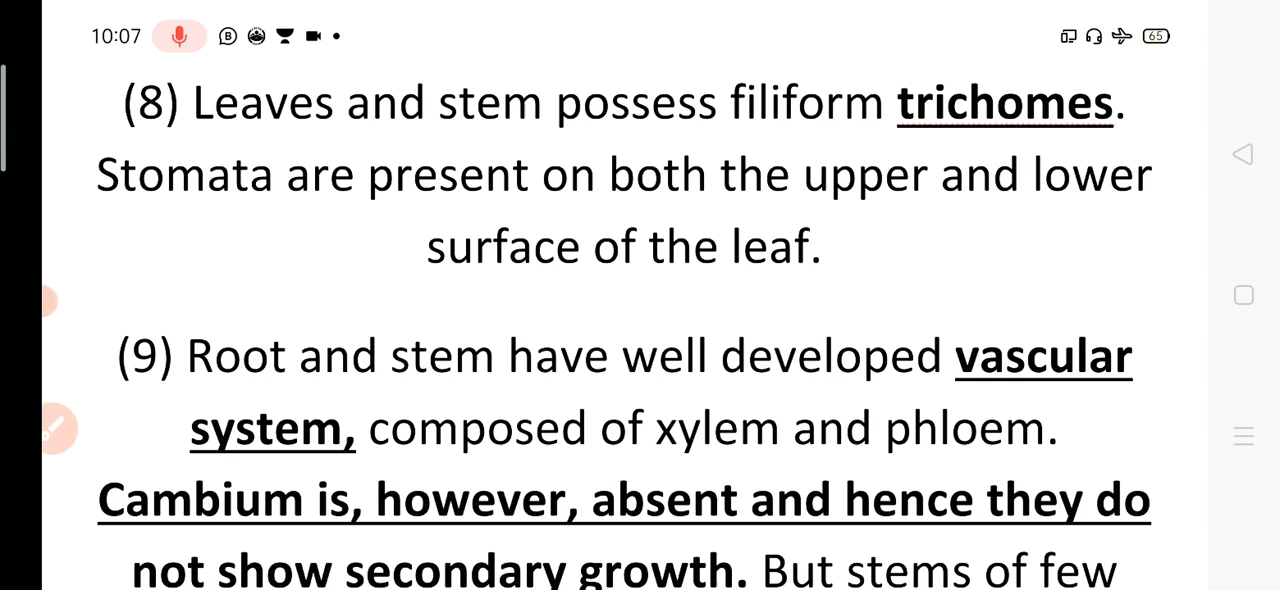 10:07
65
(8) Leaves and stem possess filiform trichomes.
Stomata are present on both the upper and lower
surface of the leaf.
(9) Root and stem have well developed vascular
system, composed of xylem and phloem.
Cambium is, however, absent and hence they do
not show secondary growth. But stems of few